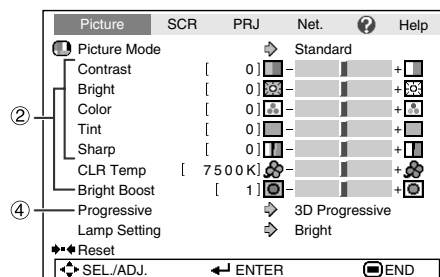 Picture SCR PRJ Net. ? Help
Picture Mode Standard
Contrast [ 0] - +
Bright [ 0] - +
② Color [ 0] - +
Tint [ 0] - +
Sharp [ 0] - +
CLR Temp [ 7500K] - +
Bright Boost [ 1] - +
④ Progressive 3D Progressive
Lamp Setting Bright
Reset
SEL./ADJ. ENTER END